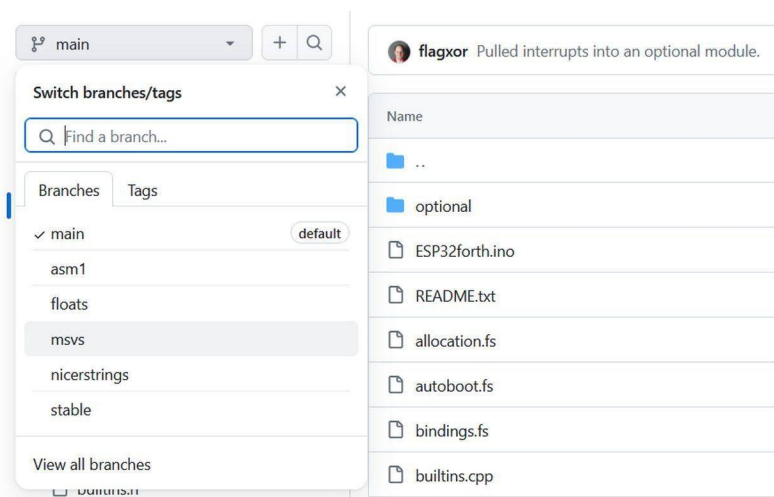 main
Switch branches/tags
Find a branch...
Branches Tags
main default
asm1
floats
msvs
nicerstrings
stable
View all branches
builtins.h
flagxor Pulled interrupts into an optional module.
Name
..
optional
ESP32forth.ino
README.txt
allocation.fs
autoboot.fs
bindings.fs
builtins.cpp